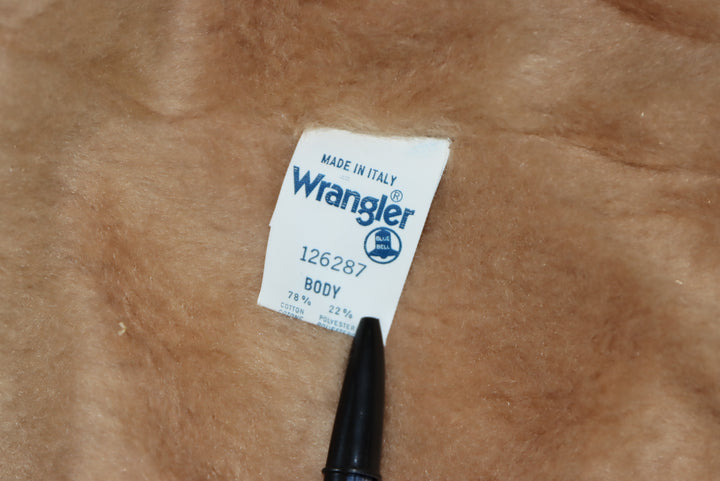 MADE IN ITALY
Wrangler®
BLUE
BELL
126287
BODY
78% 22%
COTTON POLYESTER